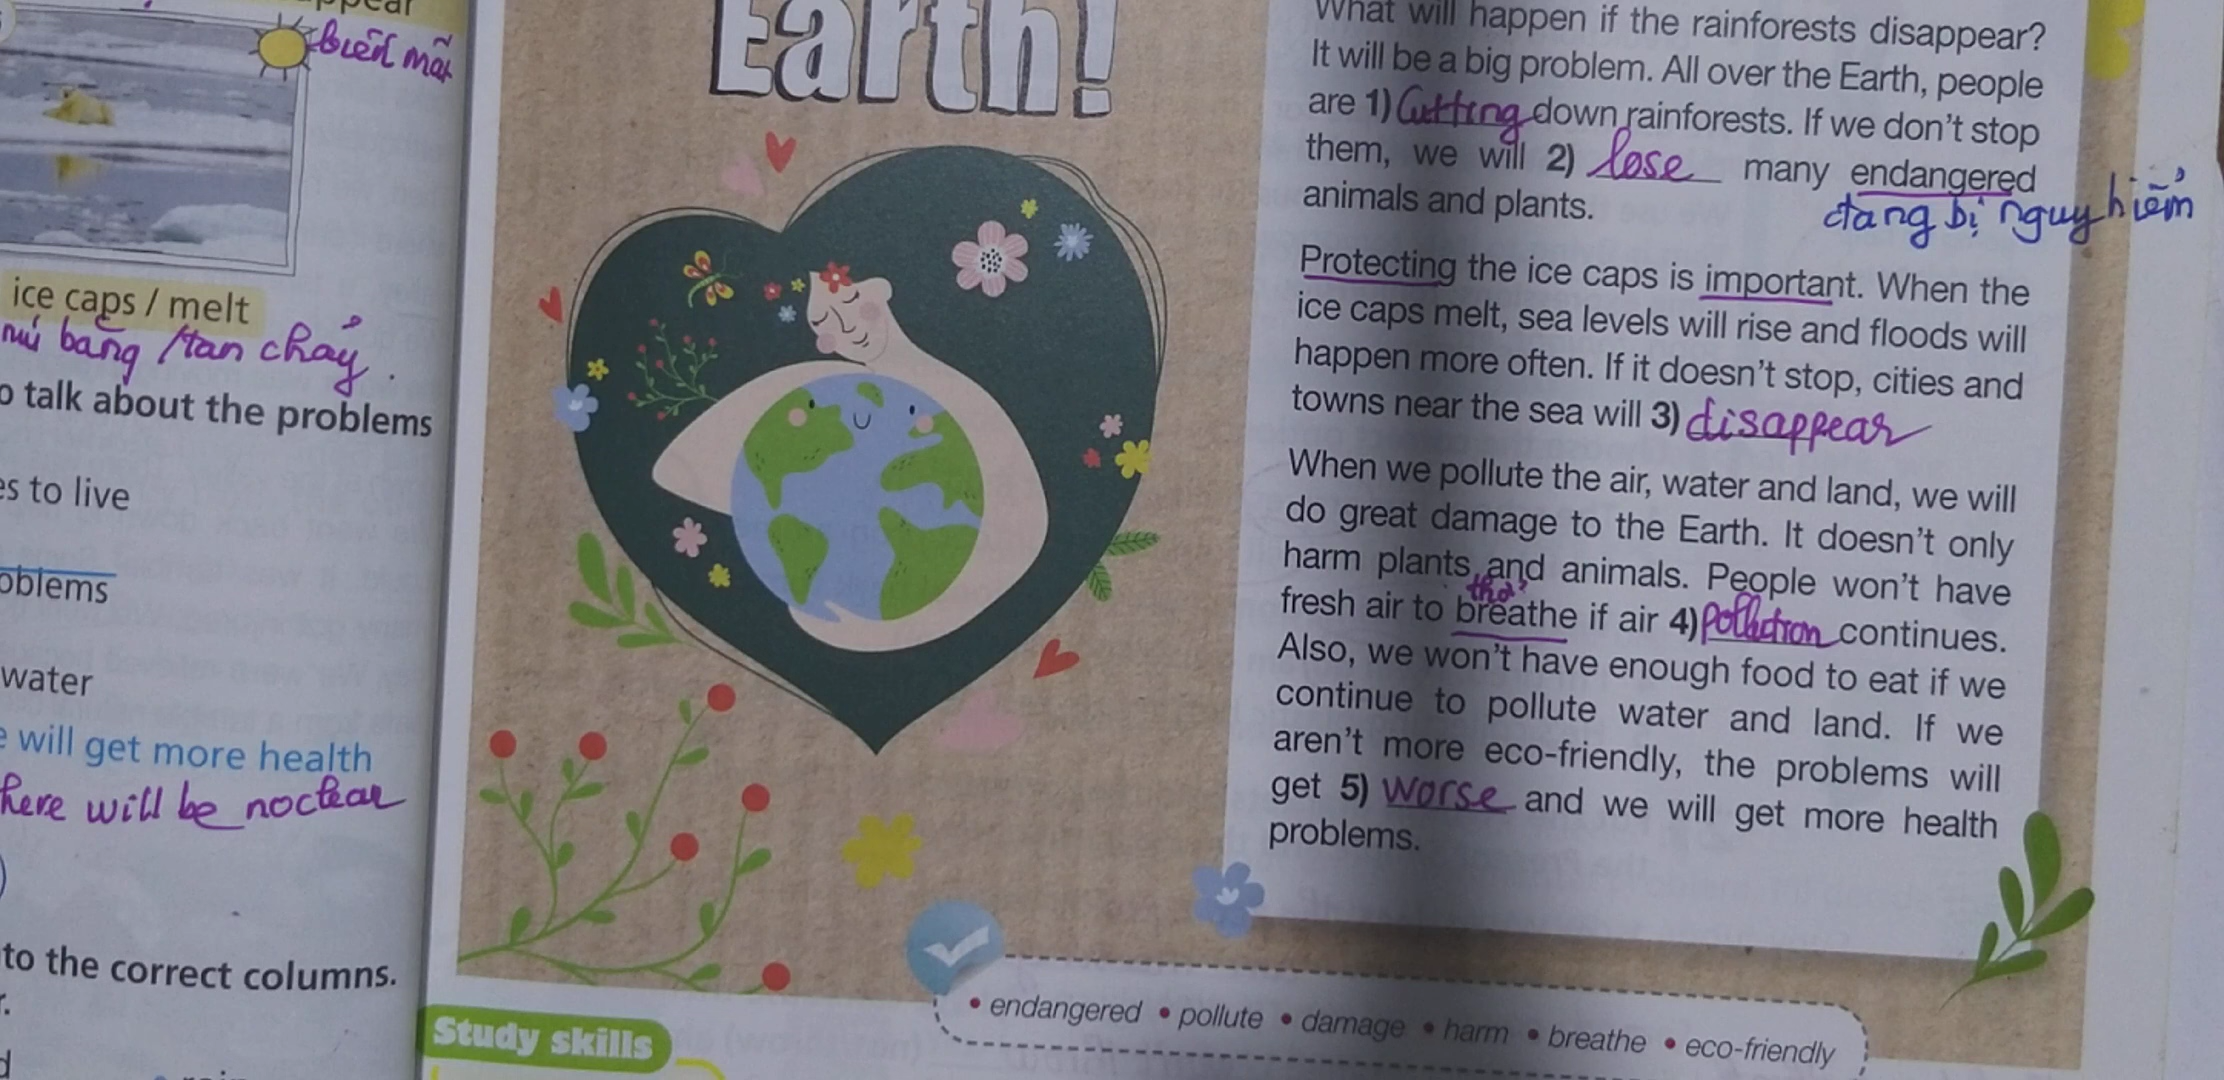 biến mất
ice caps / melt
băng / tan chảy
talk about the problems
to live
water
will get more health
will be no clear
to the correct columns.
Earth!
What will happen if the rainforests disappear?
It will be a big problem. All over the Earth, people
are 1) Cutting down rainforests. If we don't stop
them, we will 2) lose many endangered
đang bị nguy hiểm
animals and plants.
Protecting the ice caps is important. When the
ice caps melt, sea levels will rise and floods will
happen more often. If it doesn't stop, cities and
towns near the sea will 3) disappear
When we pollute the air, water and land, we will
do great damage to the Earth. It doesn't only
harm plants and animals. People won't have
thở
fresh air to breathe if air 4) pollution continues.
Also, we won't have enough food to eat if we
continue to pollute water and land. If we
aren't more eco-friendly, the problems will
get 5) worse and we will get more health
problems.
• endangered • pollute • damage • harm • breathe • eco-friendly
Study skills